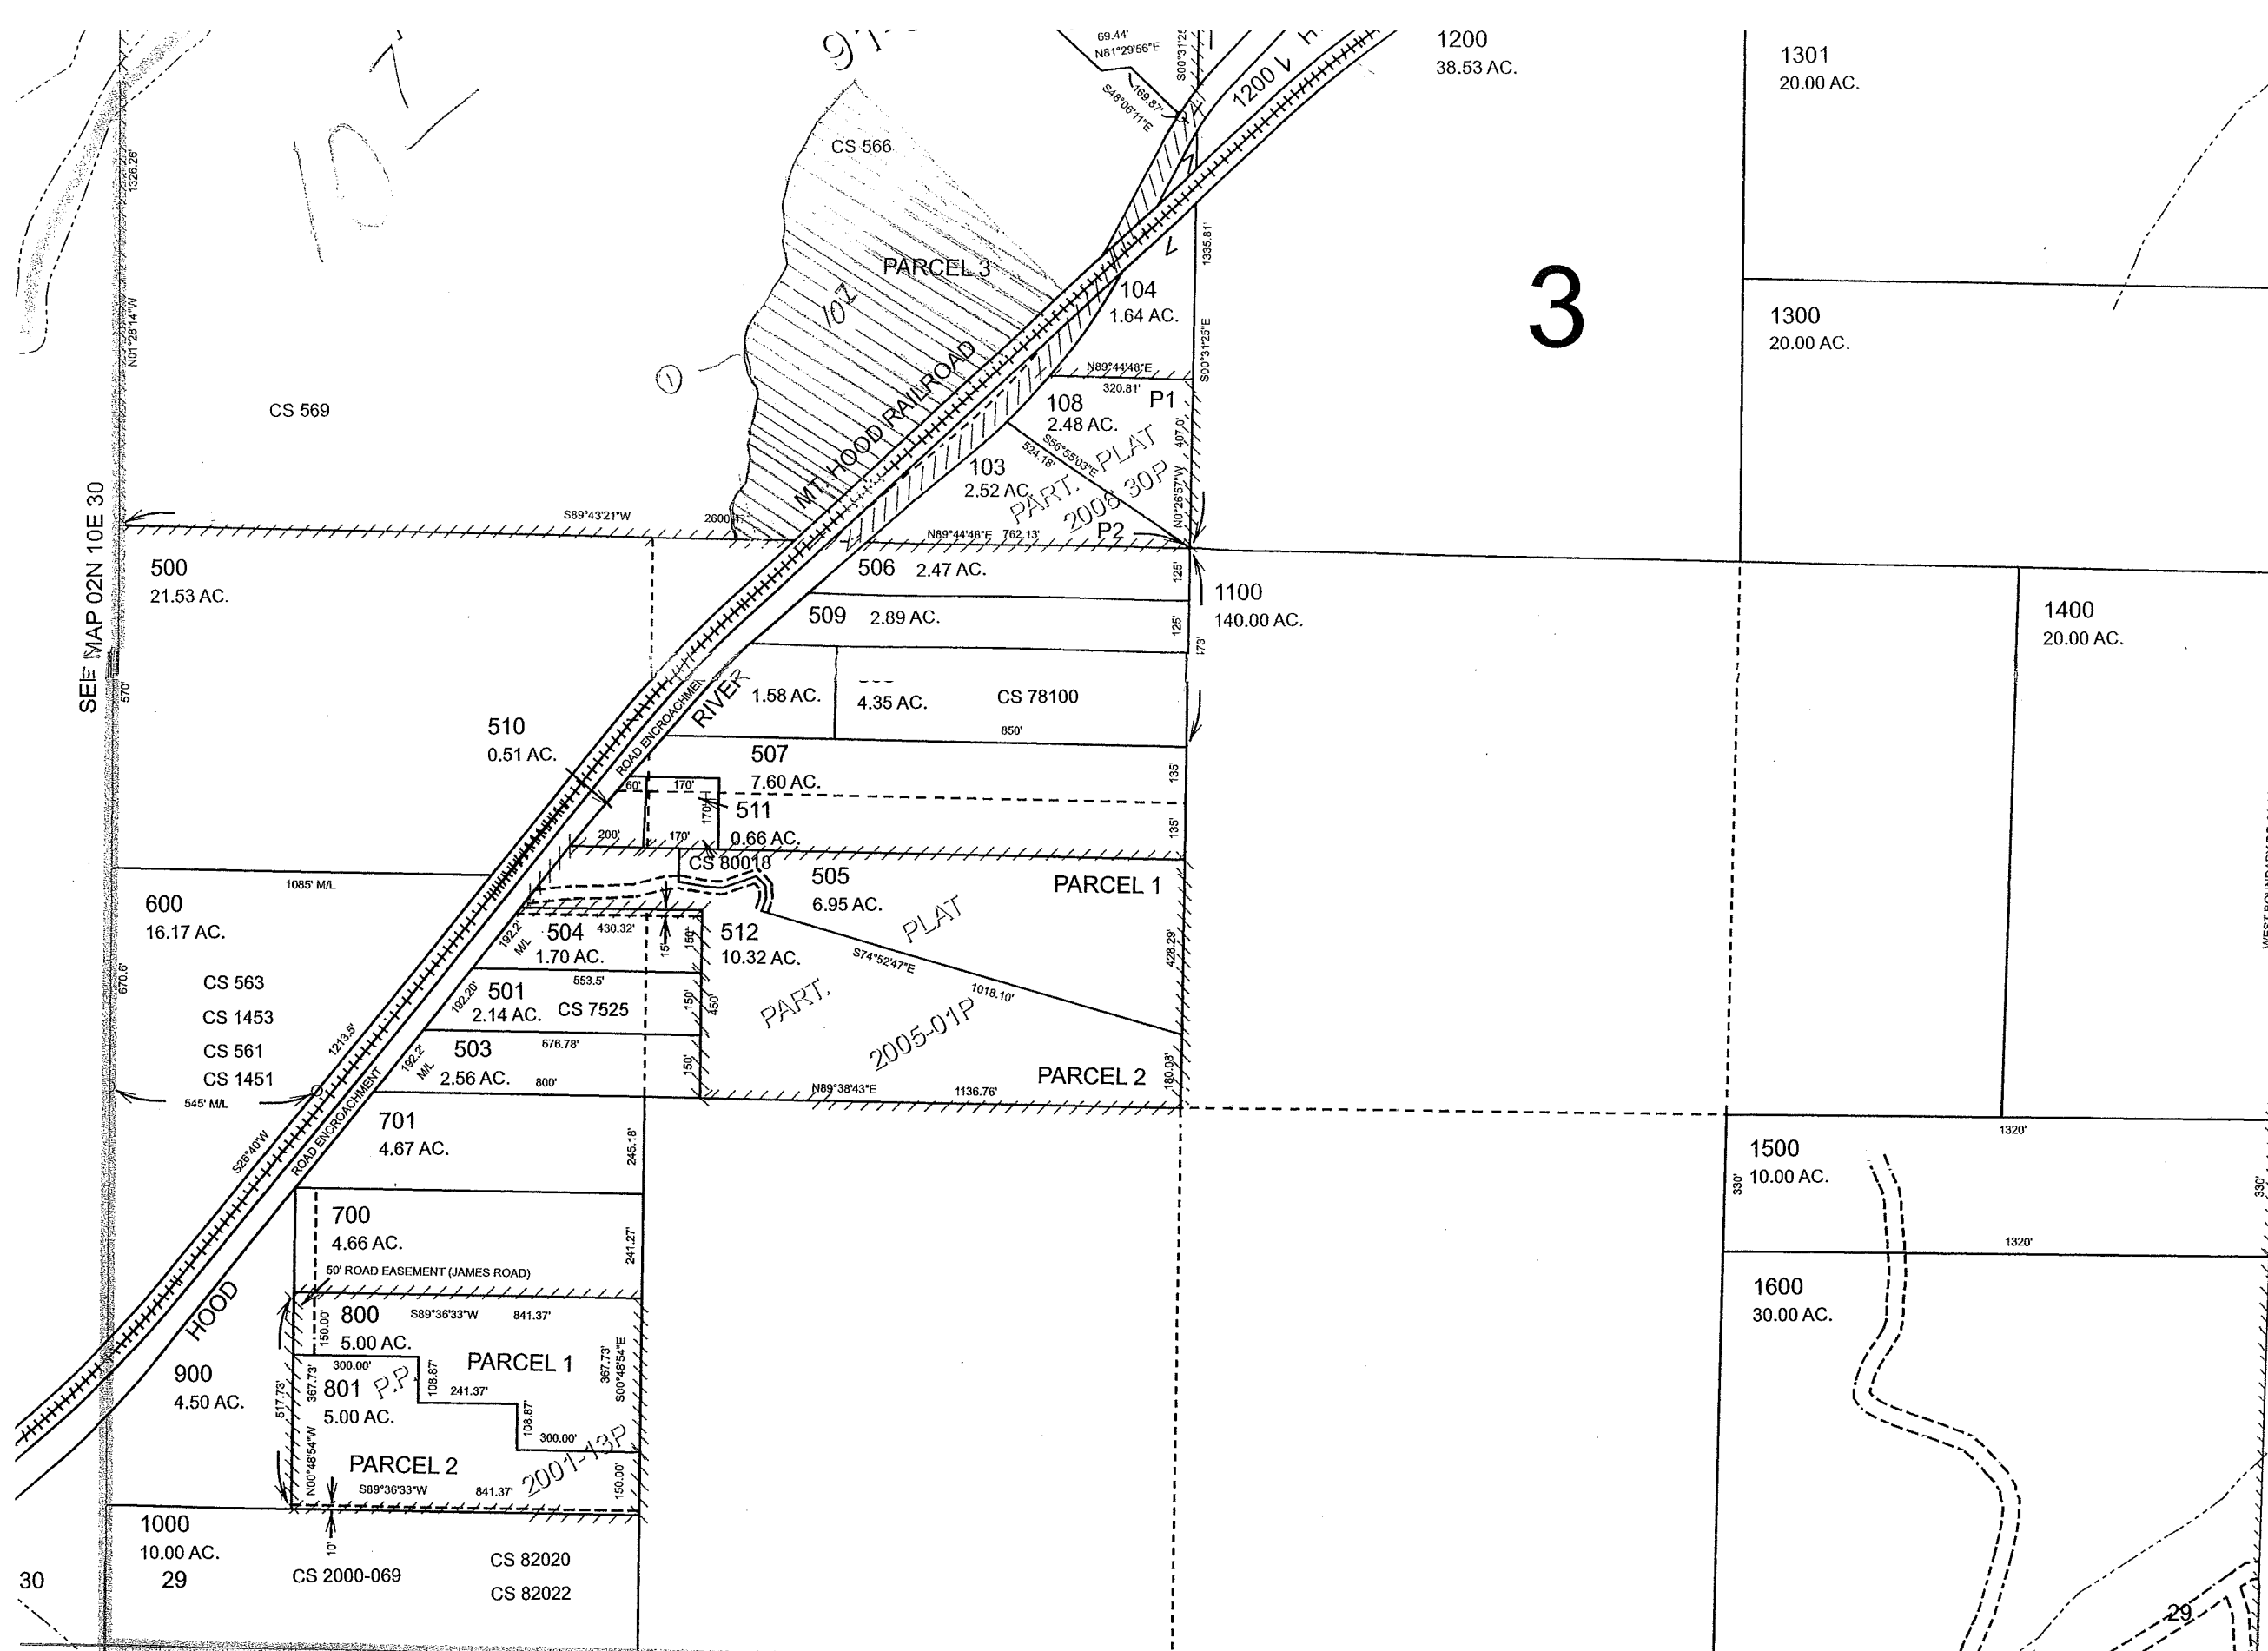 69.44'
N81°29'56"E
169.87'
S48°06'11"E
1200
38.53 AC.
1301
20.00 AC.
1200
1326.26'
N01°28'14"W
CS 566
PARCEL 3
102
1
CS 569
MT. HOOD RAILROAD
104
1.64 AC.
1335.81'
S00°31'25"E
3
1300
20.00 AC.
N89°44'48"E
320.81'
108
2.48 AC.
P1
407.0'
N0°26'57"W
S56°55'03"E
524.18'
103
2.52 AC.
PART. PLAT
2006 30P
P2
N89°44'48"E 762.13'
S89°43'21"W
SEE MAP 02N 10E 30
500
21.53 AC.
570'
506 2.47 AC.
125'
509 2.89 AC.
125'
1100
140.00 AC.
1400
20.00 AC.
1.58 AC.
4.35 AC.
CS 78100
850'
RIVER
510
0.51 AC.
507
7.60 AC.
135'
60'
170'
170'
511
0.66 AC.
135'
200'
170'
CS 80018
505
6.95 AC.
PARCEL 1
1085' M/L
600
16.17 AC.
670.6'
192.2'
M/L
504
430.32'
1.70 AC.
15'
150'
512
10.32 AC.
PLAT
S74°52'47"E
1018.10'
428.29'
553.5'
501
2.14 AC.
CS 7525
192.20'
150'
450'
PART.
2005-01P
CS 563
CS 1453
CS 561
CS 1451
1213.5'
503
676.78'
2.56 AC.
800'
192.2'
M/L
150'
PARCEL 2
180.08'
N89°38'43"E
1136.76'
545' M/L
ROAD ENCROACHMENT
S26°40'W
701
4.67 AC.
245.18'
1320'
1500
10.00 AC.
330'
330'
1320'
700
4.66 AC.
241.27'
50' ROAD EASEMENT (JAMES ROAD)
1600
30.00 AC.
HOOD
800
S89°36'33"W
841.37'
5.00 AC.
150.00'
PARCEL 1
300.00'
108.87'
367.73'
S00°48'54"E
900
4.50 AC.
517.73'
367.73'
801
P.P.
5.00 AC.
241.37'
108.87'
300.00'
N00°48'54"W
PARCEL 2
2001-13P
S89°36'33"W
841.37'
150.00'
1000
10.00 AC.
10'
30
29
CS 2000-069
CS 82020
CS 82022
29